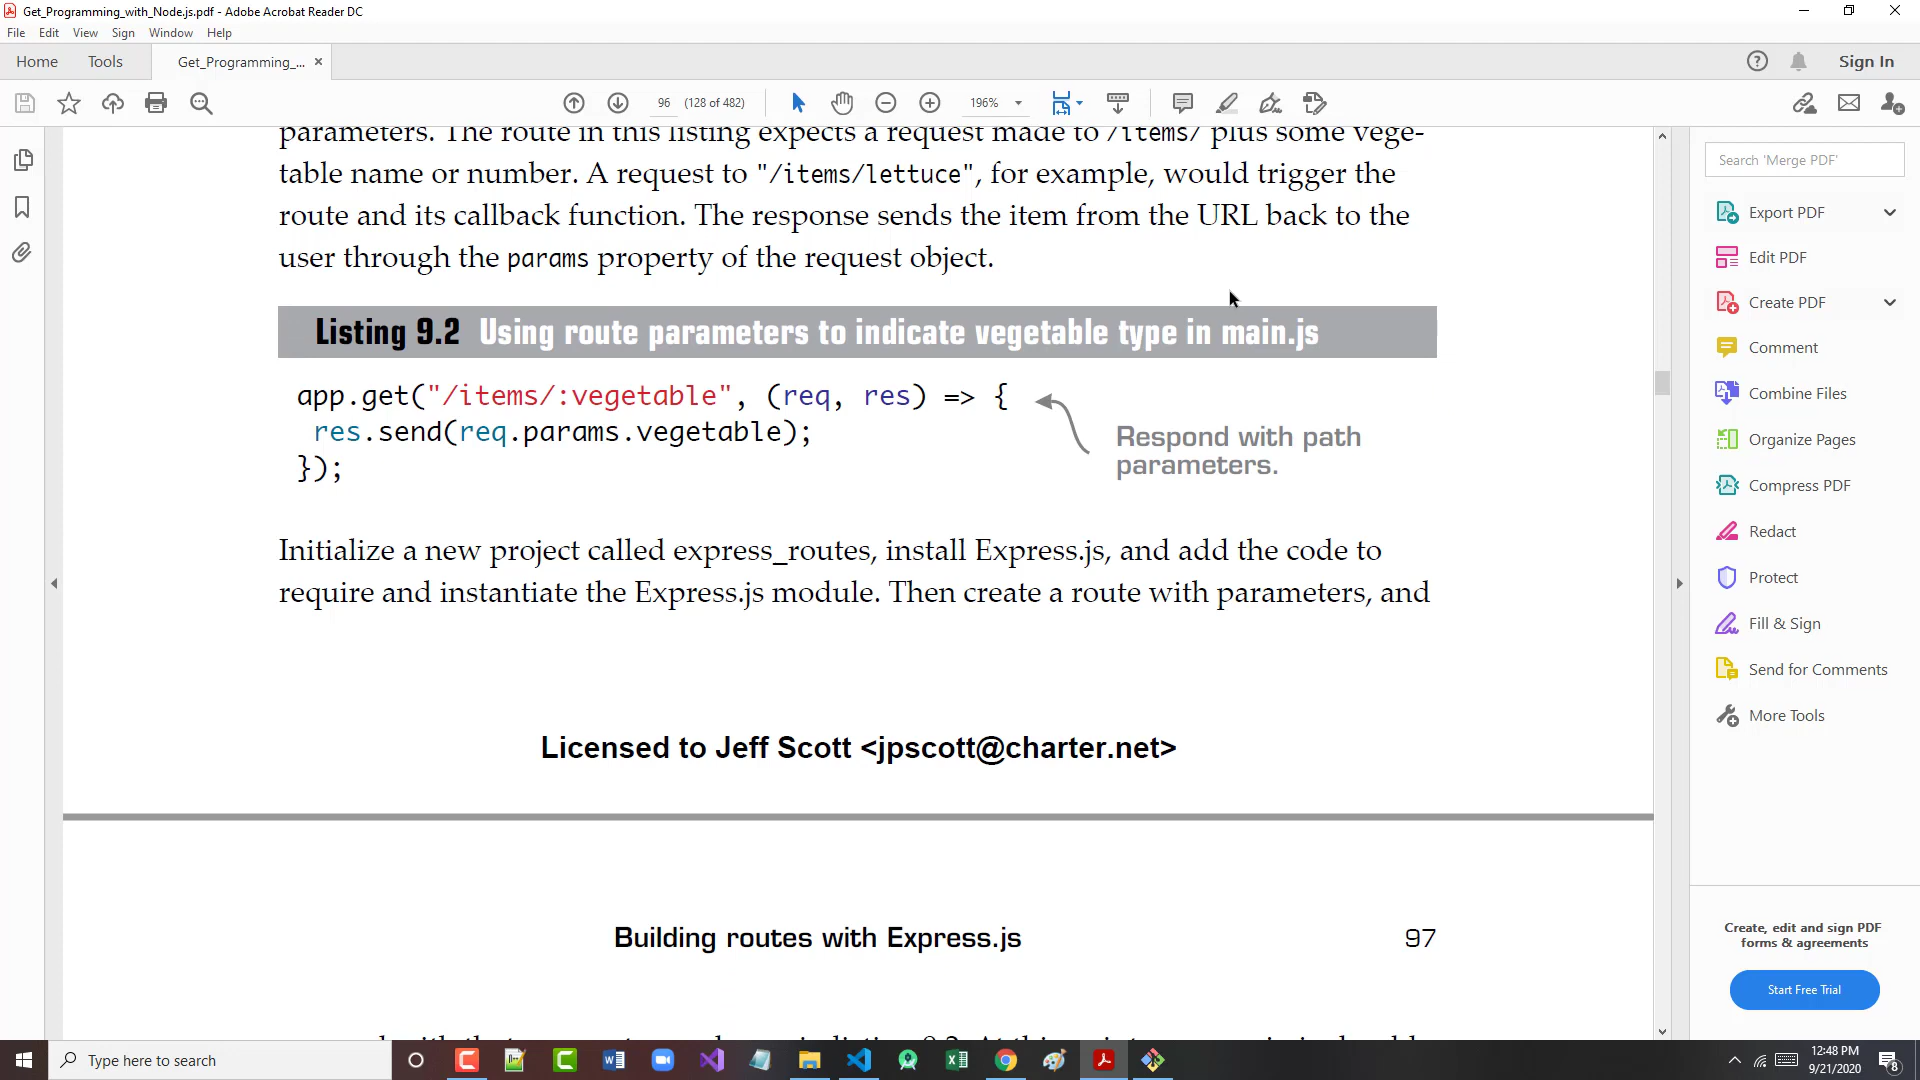 Get_Programming_with_Node.js.pdf - Adobe Acrobat Reader DC
File Edit View Sign Window Help
Home Tools Get_Programming_... × Sign In
96 (128 of 482) 196%
parameters. The route in this listing expects a request made to /items/ plus some vege-
table name or number. A request to "/items/lettuce", for example, would trigger the
route and its callback function. The response sends the item from the URL back to the
user through the params property of the request object.
Listing 9.2 Using route parameters to indicate vegetable type in main.js
app.get("/items/:vegetable", (req, res) => {
res.send(req.params.vegetable);
});
Respond with path
parameters.
Initialize a new project called express_routes, install Express.js, and add the code to
require and instantiate the Express.js module. Then create a route with parameters, and
Licensed to Jeff Scott <jpscott@charter.net>
Building routes with Express.js 97
Search 'Merge PDF'
Export PDF
Edit PDF
Create PDF
Comment
Combine Files
Organize Pages
Compress PDF
Redact
Protect
Fill & Sign
Send for Comments
More Tools
Create, edit and sign PDF
forms & agreements
Start Free Trial
Type here to search
12:48 PM
9/21/2020
8